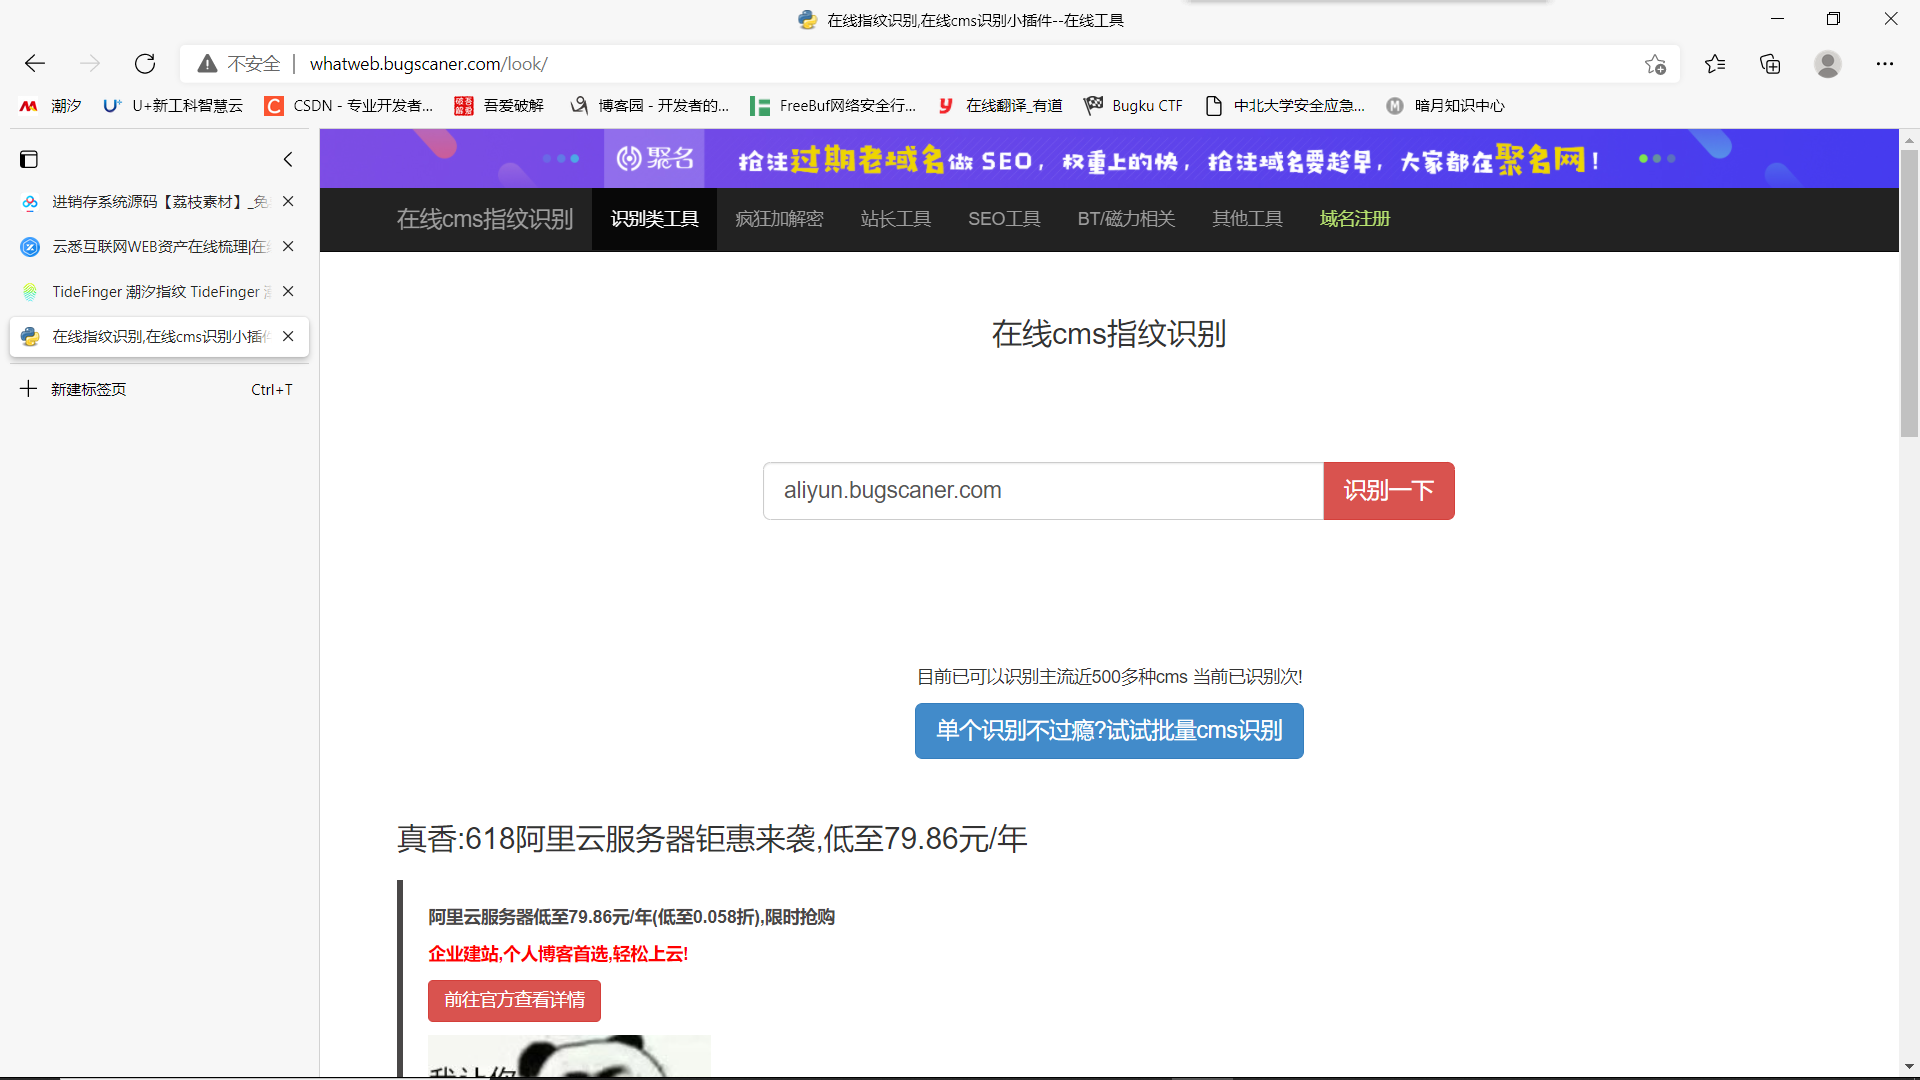 在线指纹识别,在线cms识别小插件--在线工具
不安全 whatweb.bugscaner.com/look/
潮汐 U+新工科智慧云 CSDN - 专业开发者... 吾爱破解 博客园 - 开发者的... FreeBuf网络安全行... 在线翻译_有道 Bugku CTF 中北大学安全应急... 暗月知识中心
进销存系统源码【荔枝素材】_免
云悉互联网WEB资产在线梳理|在
TideFinger 潮汐指纹 TideFinger
在线指纹识别,在线cms识别小插件
新建标签页 Ctrl+T
聚名 抢注过期老域名做 SEO，权重上的快，抢注域名要趁早，大家都在聚名网！
在线cms指纹识别 识别类工具 疯狂加解密 站长工具 SEO工具 BT/磁力相关 其他工具 域名注册
在线cms指纹识别
aliyun.bugscaner.com 识别一下
目前已可以识别主流近500多种cms 当前已识别次!
单个识别不过瘾?试试批量cms识别
真香:618阿里云服务器钜惠来袭,低至79.86元/年
阿里云服务器低至79.86元/年(低至0.058折),限时抢购
企业建站,个人博客首选,轻松上云!
前往官方查看详情
我让你